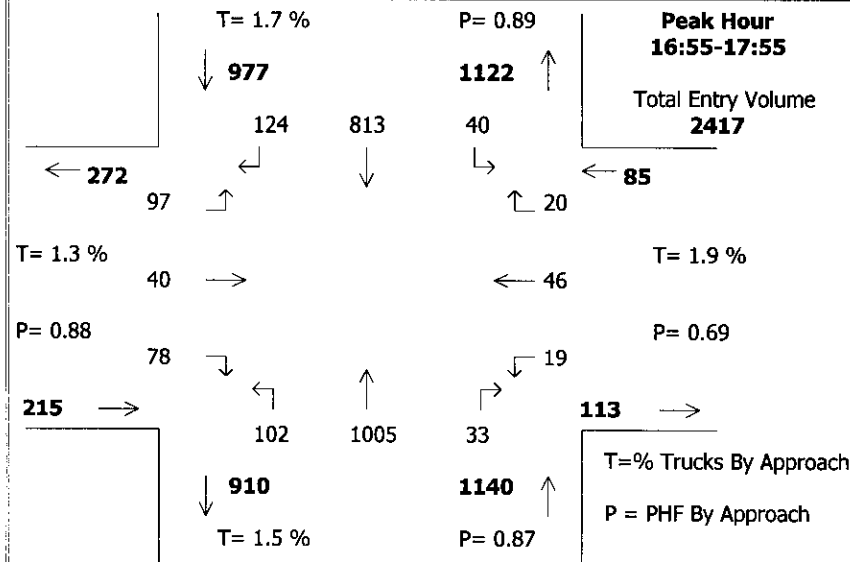 T= 1.7 % P= 0.89 Peak Hour
16:55-17:55
977 1122
Total Entry Volume
2417
124 813 40
272 85
97 20
T= 1.3 % T= 1.9 %
40 46
P= 0.88 P= 0.69
78 19
215 113
102 1005 33
T=% Trucks By Approach
910 1140
P = PHF By Approach
T= 1.5 % P= 0.87